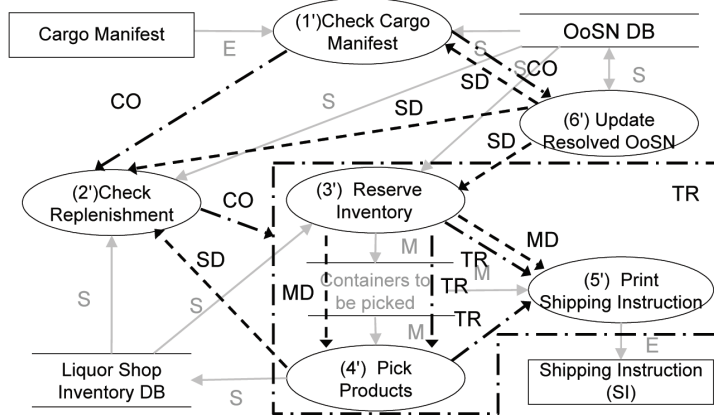 Cargo Manifest
E
(1')Check Cargo
Manifest
S
OoSN DB
S
CO
SD
S
CO
S
SD
(6') Update
Resolved OoSN
SD
(2')Check
Replenishment
CO
(3') Reserve
Inventory
TR
SD
M
TR
MD
S
S
MD
Containers to
be picked
TR
M
(5') Print
Shipping Instruction
M
TR
E
Liquor Shop
Inventory DB
S
(4') Pick
Products
Shipping Instruction
(SI)